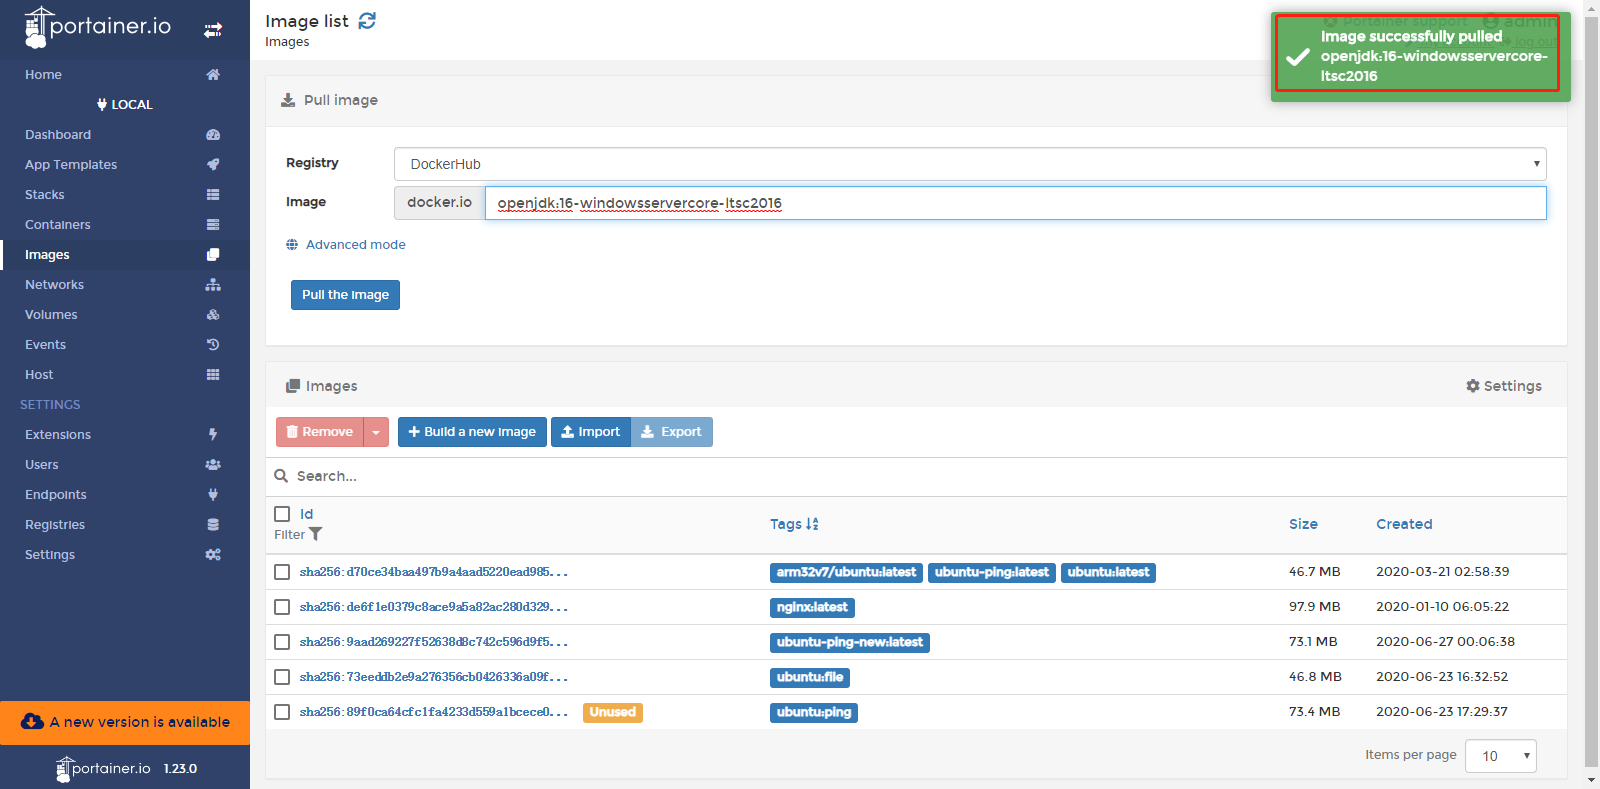 portainer.io
Home
LOCAL
Dashboard
App Templates
Stacks
Containers
Images
Networks
Volumes
Events
Host
SETTINGS
Extensions
Users
Endpoints
Registries
Settings
A new version is available
portainer.io 1.23.0
Image list
Images
Portainer support admin
log out
Image successfully pulled
openjdk:16-windowsservercore-
ltsc2016
Pull image
Registry DockerHub
Image docker.io openjdk:16-windowsservercore-ltsc2016
Advanced mode
Pull the image
Images Settings
Remove Build a new image Import Export
Search...
Id Tags Size Created
Filter
sha256:d70ce34baa497b9a4aad5220ead985... arm32v7/ubuntu:latest ubuntu-ping:latest ubuntu:latest 46.7 MB 2020-03-21 02:58:39
sha256:de6f1e0379c8ace9a5a82ac280d329... nginx:latest 97.9 MB 2020-01-10 06:05:22
sha256:9aad269227f52638d8c742c596d9f5... ubuntu-ping-new:latest 73.1 MB 2020-06-27 00:06:38
sha256:73eeddb2e9a276356cb0426336a09f... ubuntu:file 46.8 MB 2020-06-23 16:32:52
sha256:89f0ca64cfc1fa4233d559a1bcece0... Unused ubuntu:ping 73.4 MB 2020-06-23 17:29:37
Items per page 10